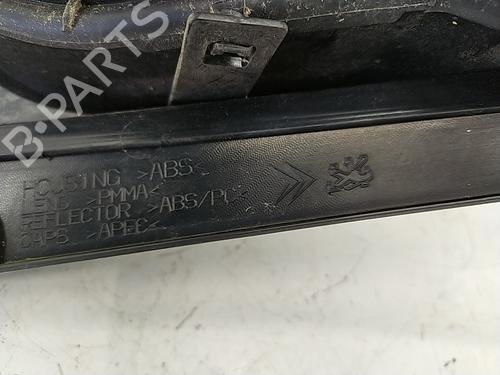 B-PARTS
HOUSING >ABS<
LENS >PMMA<
REFLECTOR >ABS/PC<
CAPS >APEC<